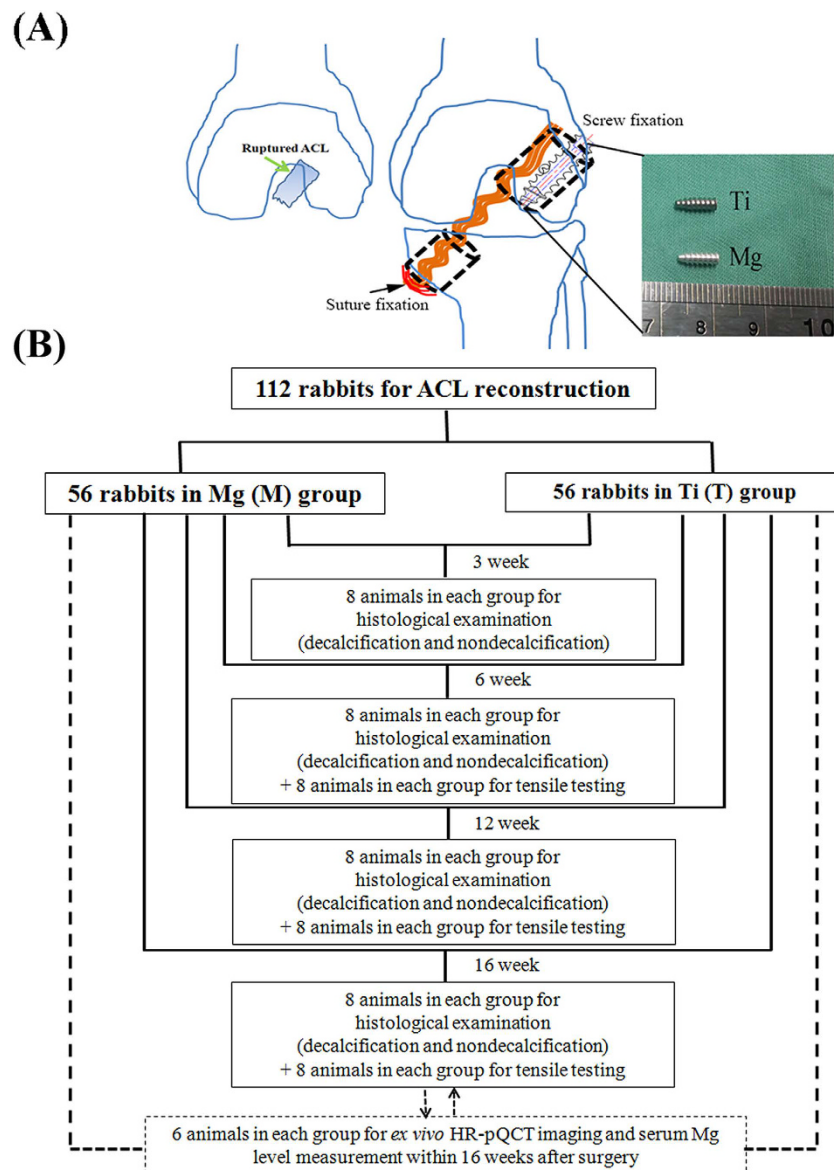 (A)
Ruptured ACL
Screw fixation
Suture fixation
Ti
Mg
7 8 9 10
(B)
112 rabbits for ACL reconstruction
56 rabbits in Mg (M) group
56 rabbits in Ti (T) group
3 week
8 animals in each group for
histological examination
(decalcification and nondecalcification)
6 week
8 animals in each group for
histological examination
(decalcification and nondecalcification)
+ 8 animals in each group for tensile testing
12 week
8 animals in each group for
histological examination
(decalcification and nondecalcification)
+ 8 animals in each group for tensile testing
16 week
8 animals in each group for
histological examination
(decalcification and nondecalcification)
+ 8 animals in each group for tensile testing
6 animals in each group for ex vivo HR-pQCT imaging and serum Mg
level measurement within 16 weeks after surgery